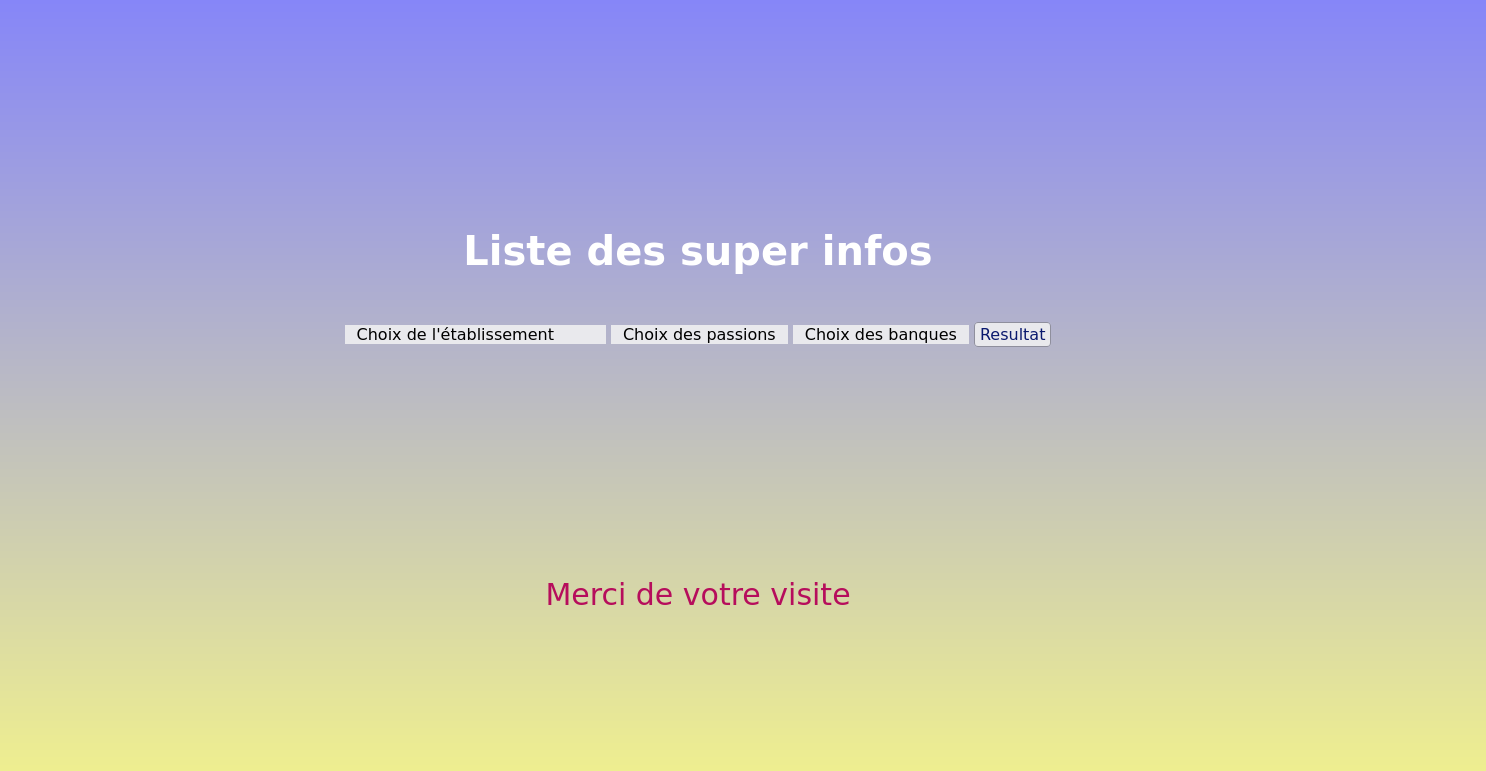 Liste des super infos
Choix de l'établissement Choix des passions Choix des banques Resultat
Merci de votre visite